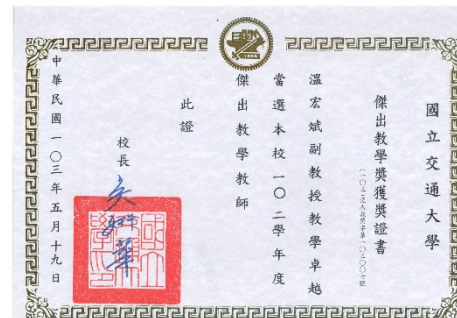 國立交通大學
傑出教學獎獲獎證書
溫宏斌副教授教學卓越
當選本校一〇二學年度
傑出教學教師
此證
校長
中華民國一〇三年五月十九日